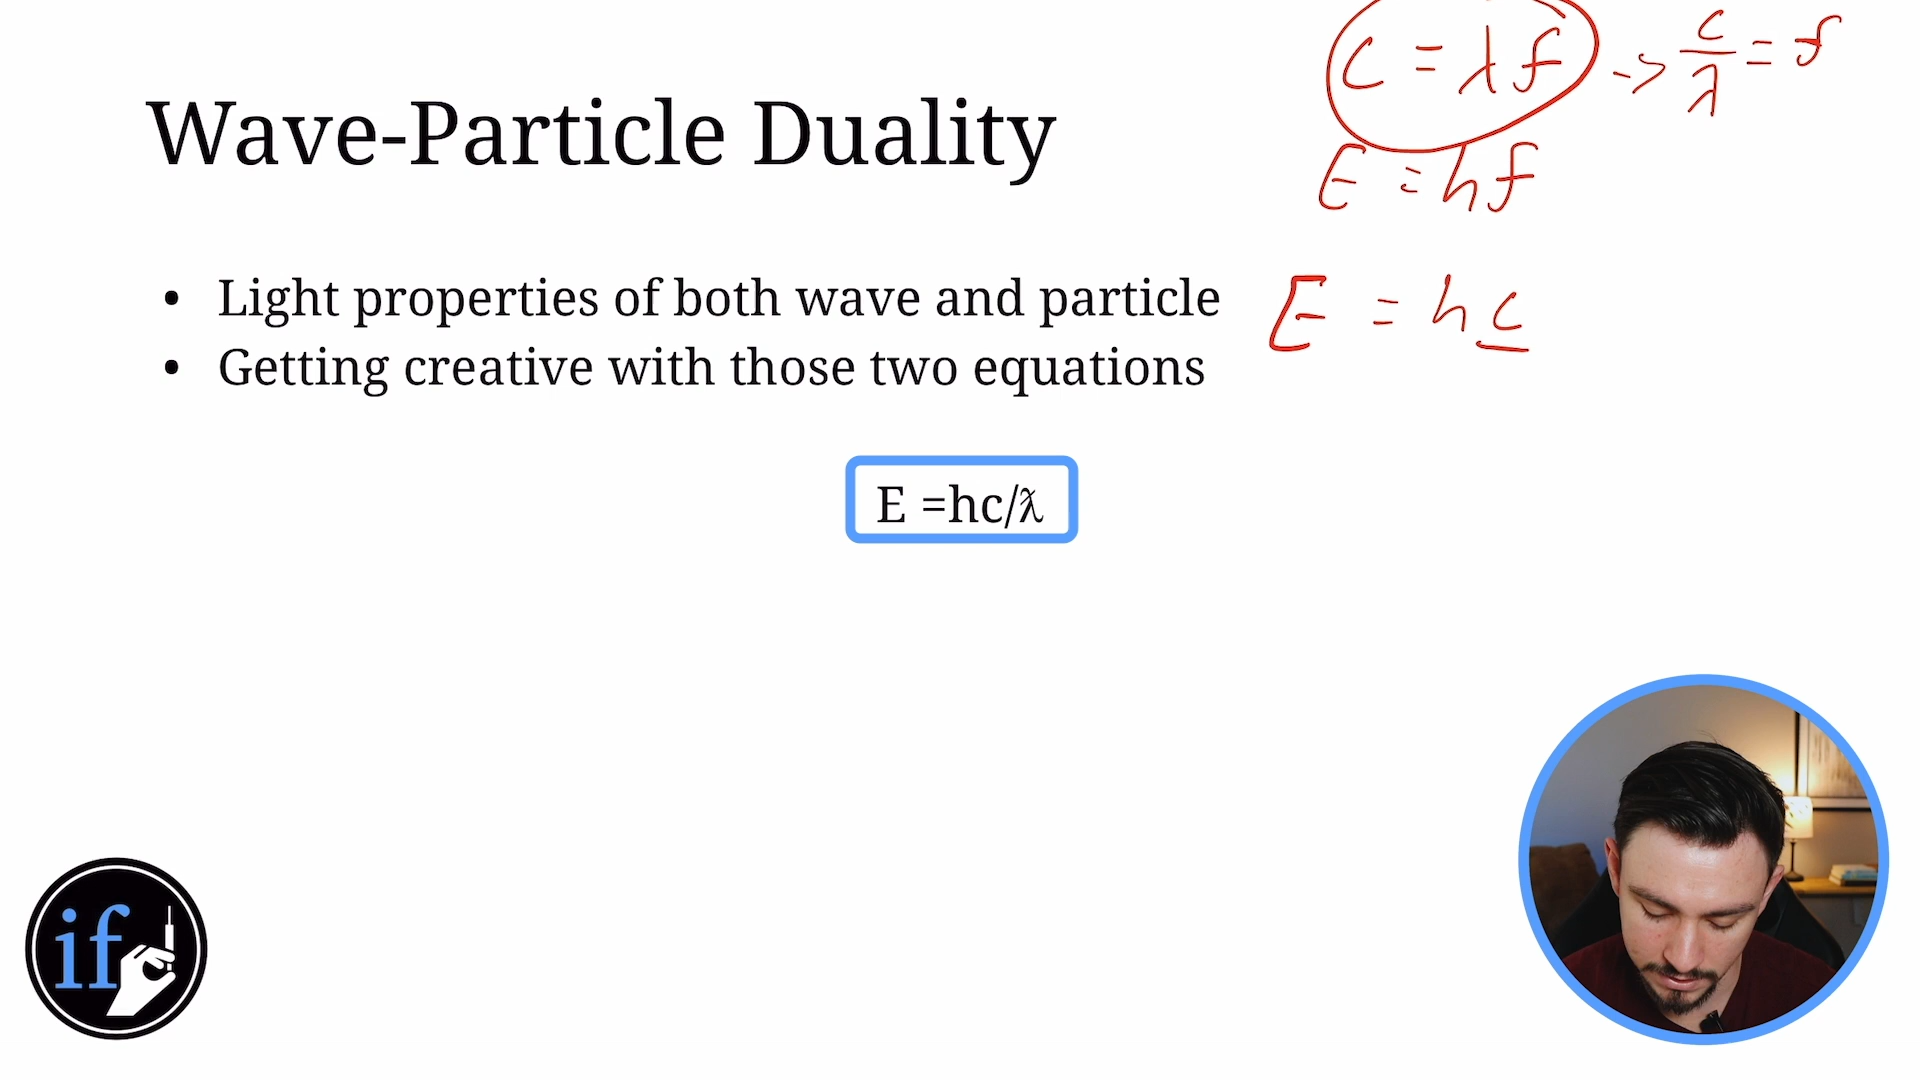 c = λf -> c/λ = f
Wave-Particle Duality
E = hf
• Light properties of both wave and particle
E = hc
• Getting creative with those two equations
E =hc/ƛ
if